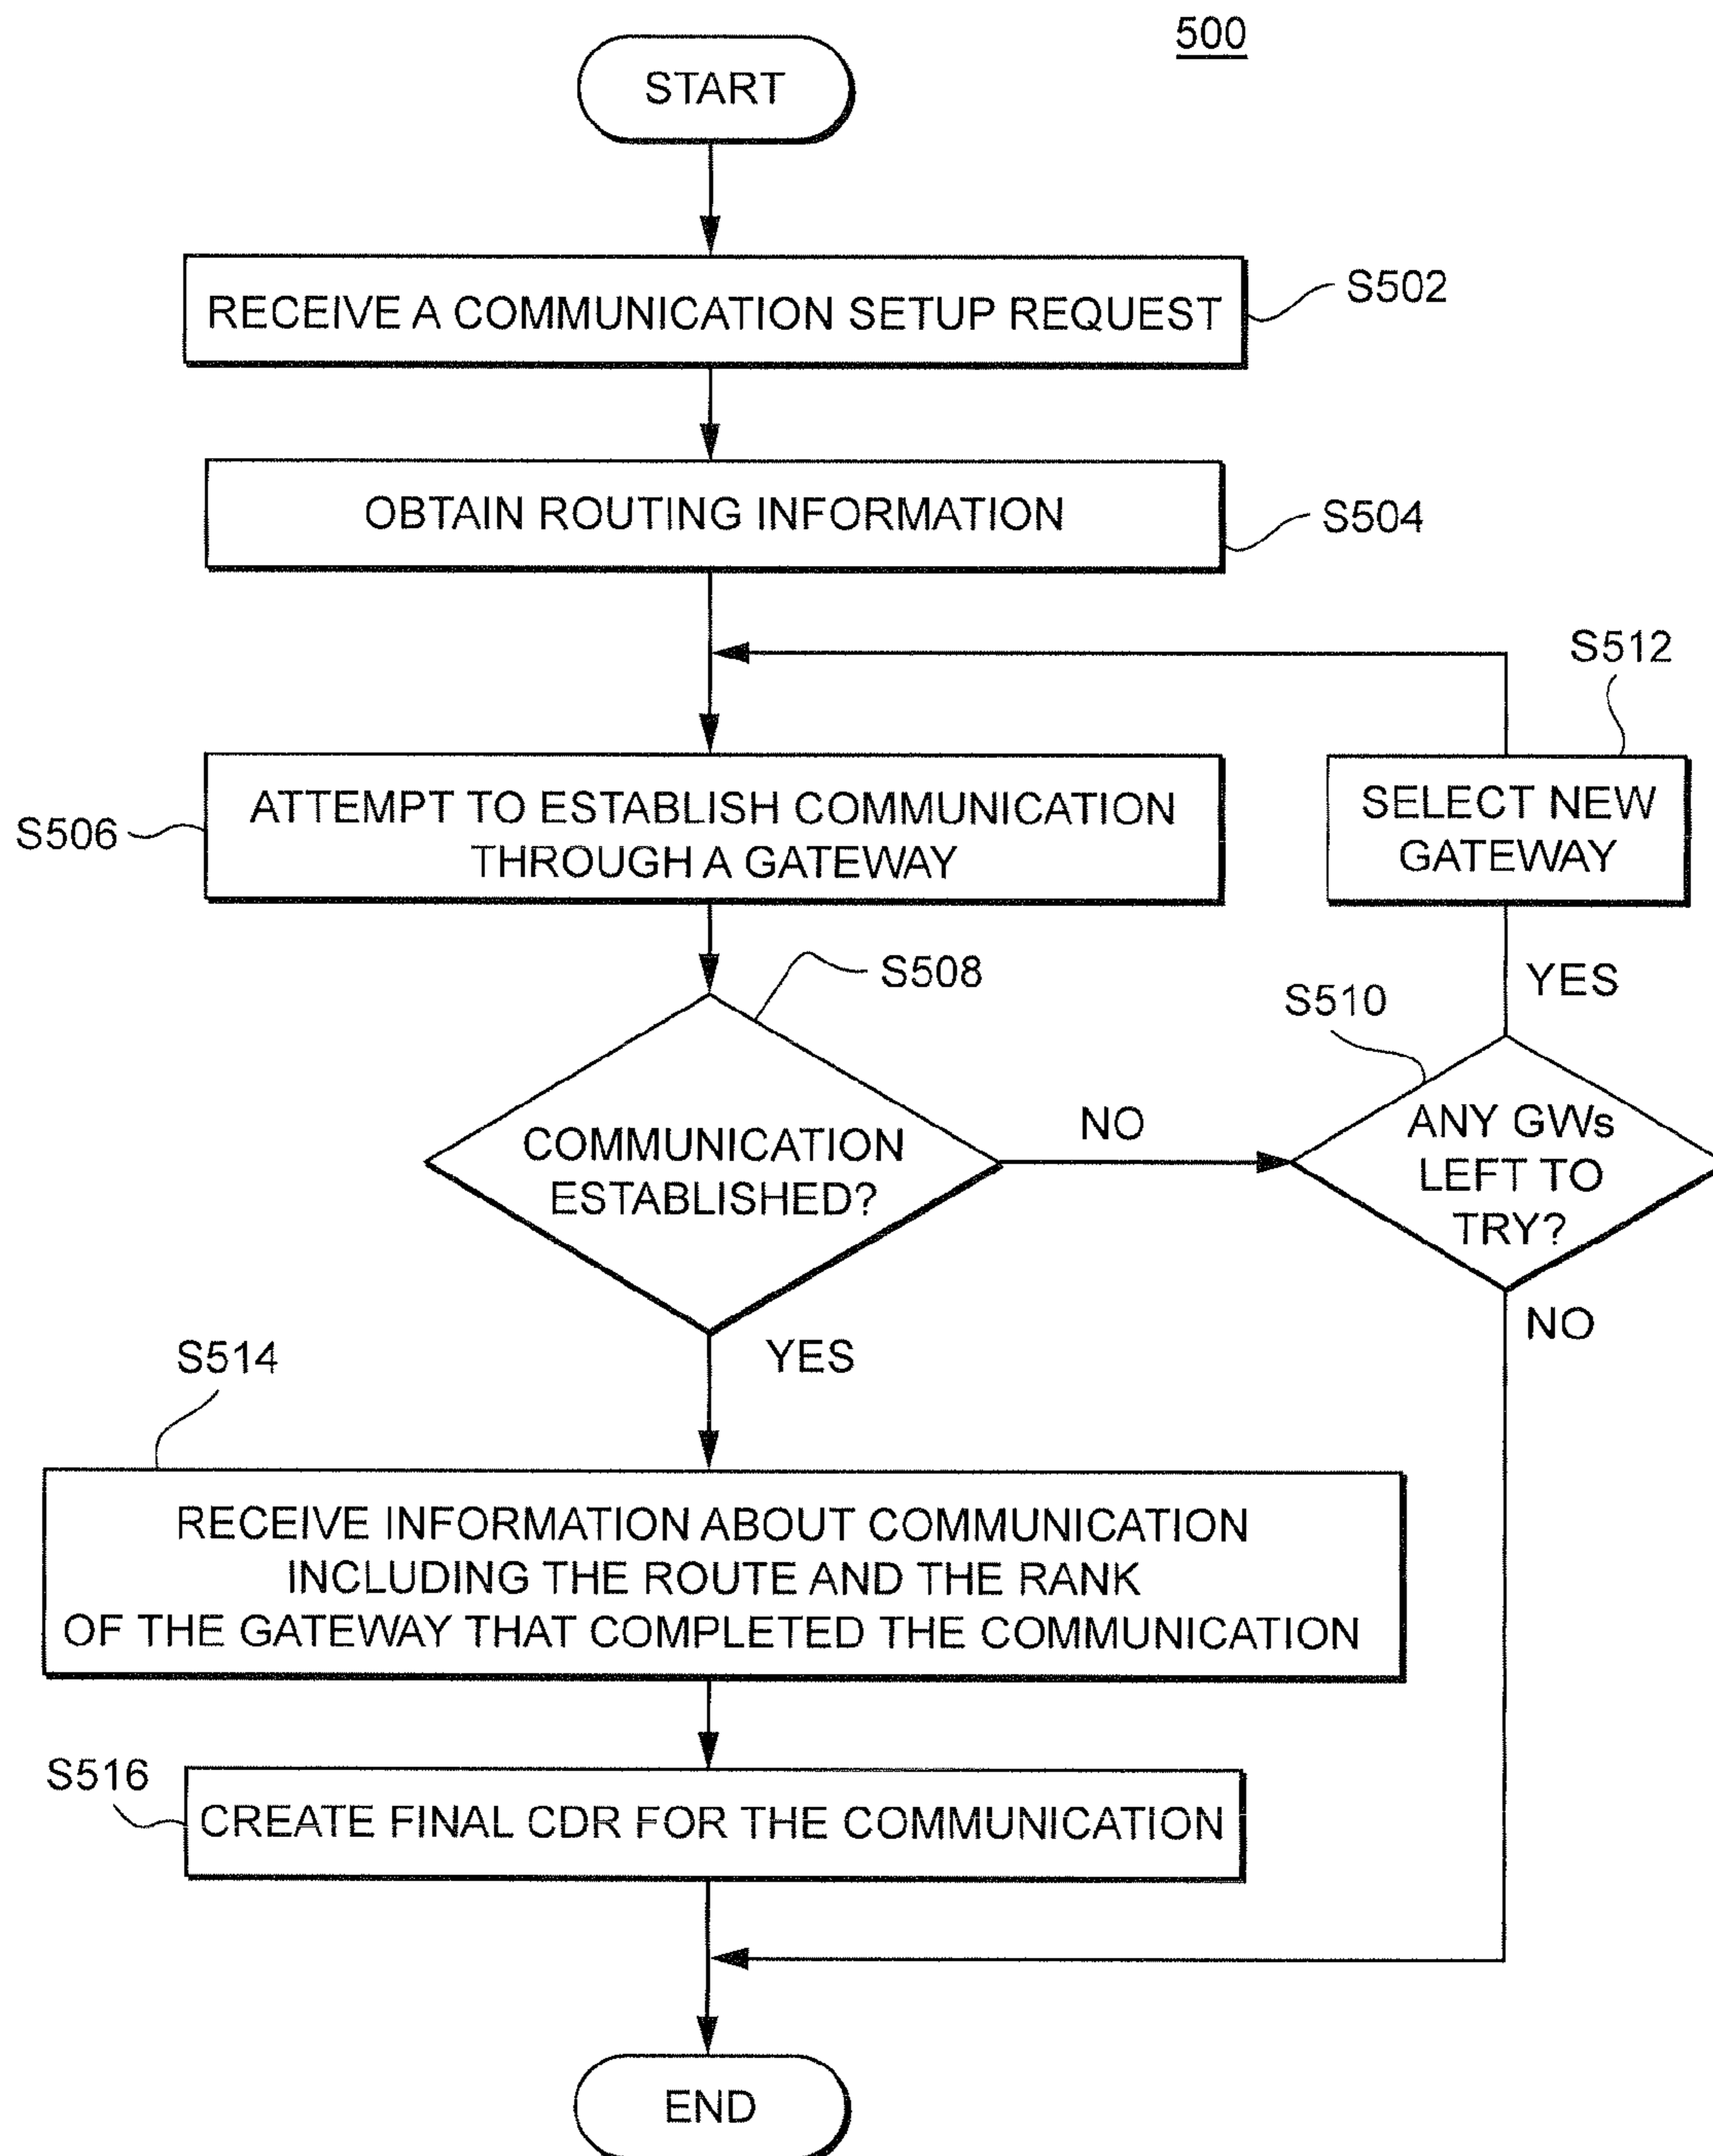 500
START
RECEIVE A COMMUNICATION SETUP REQUEST
S502
OBTAIN ROUTING INFORMATION
S504
S512
S506
ATTEMPT TO ESTABLISH COMMUNICATION
THROUGH A GATEWAY
SELECT NEW
GATEWAY
S508
YES
S510
COMMUNICATION
ESTABLISHED?
NO
ANY GWs
LEFT TO
TRY?
NO
YES
S514
RECEIVE INFORMATION ABOUT COMMUNICATION
INCLUDING THE ROUTE AND THE RANK
OF THE GATEWAY THAT COMPLETED THE COMMUNICATION
S516
CREATE FINAL CDR FOR THE COMMUNICATION
END